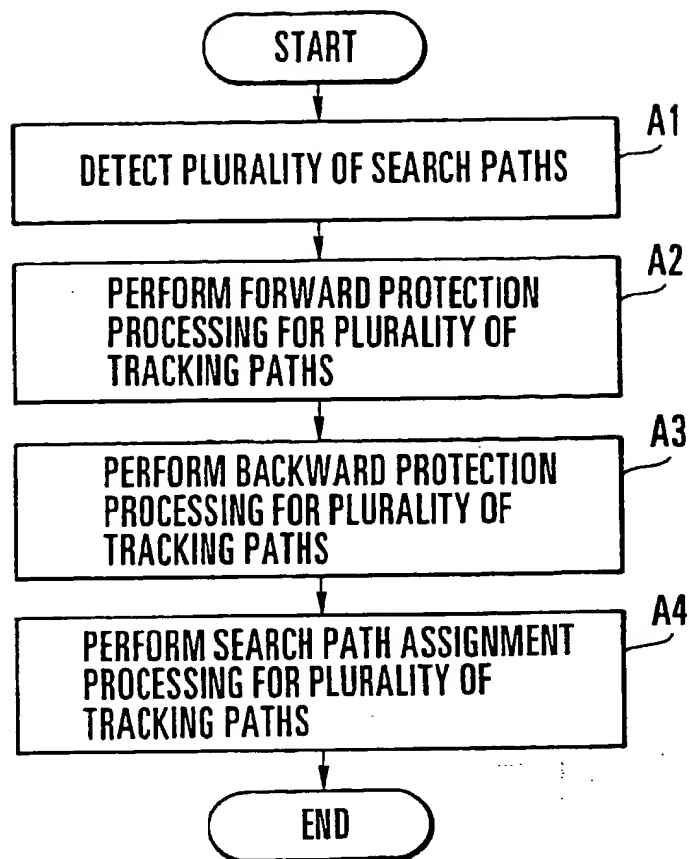 START
A1
DETECT PLURALITY OF SEARCH PATHS
A2
PERFORM FORWARD PROTECTION
PROCESSING FOR PLURALITY OF
TRACKING PATHS
A3
PERFORM BACKWARD PROTECTION
PROCESSING FOR PLURALITY OF
TRACKING PATHS
A4
PERFORM SEARCH PATH ASSIGNMENT
PROCESSING FOR PLURALITY OF
TRACKING PATHS
END